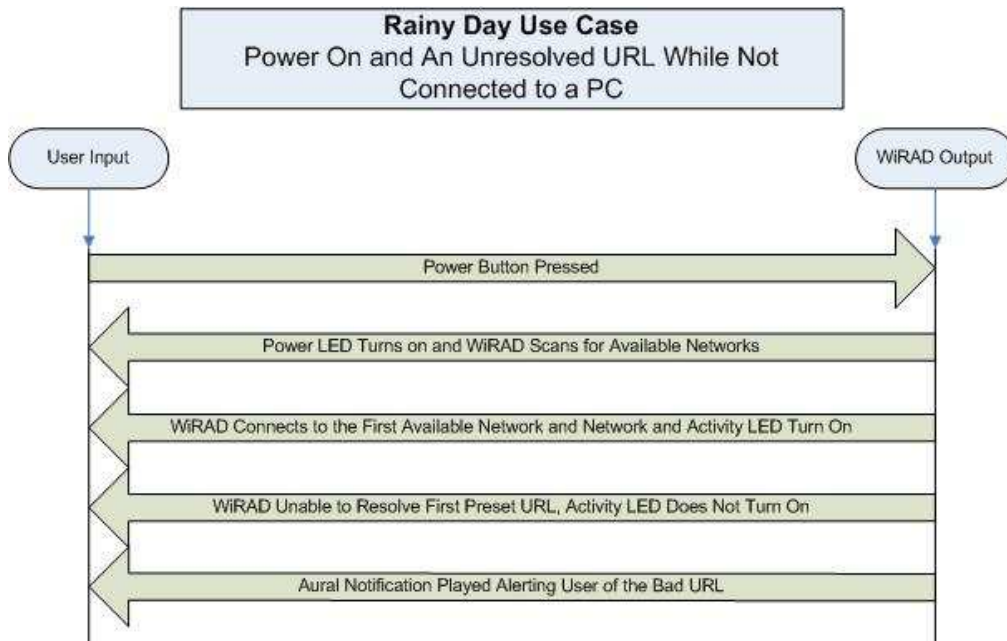 Rainy Day Use Case
Power On and An Unresolved URL While Not
Connected to a PC
User Input
WiRAD Output
Power Button Pressed
Power LED Turns on and WiRAD Scans for Available Networks
WiRAD Connects to the First Available Network and Network and Activity LED Turn On
WiRAD Unable to Resolve First Preset URL, Activity LED Does Not Turn On
Aural Notification Played Alerting User of the Bad URL